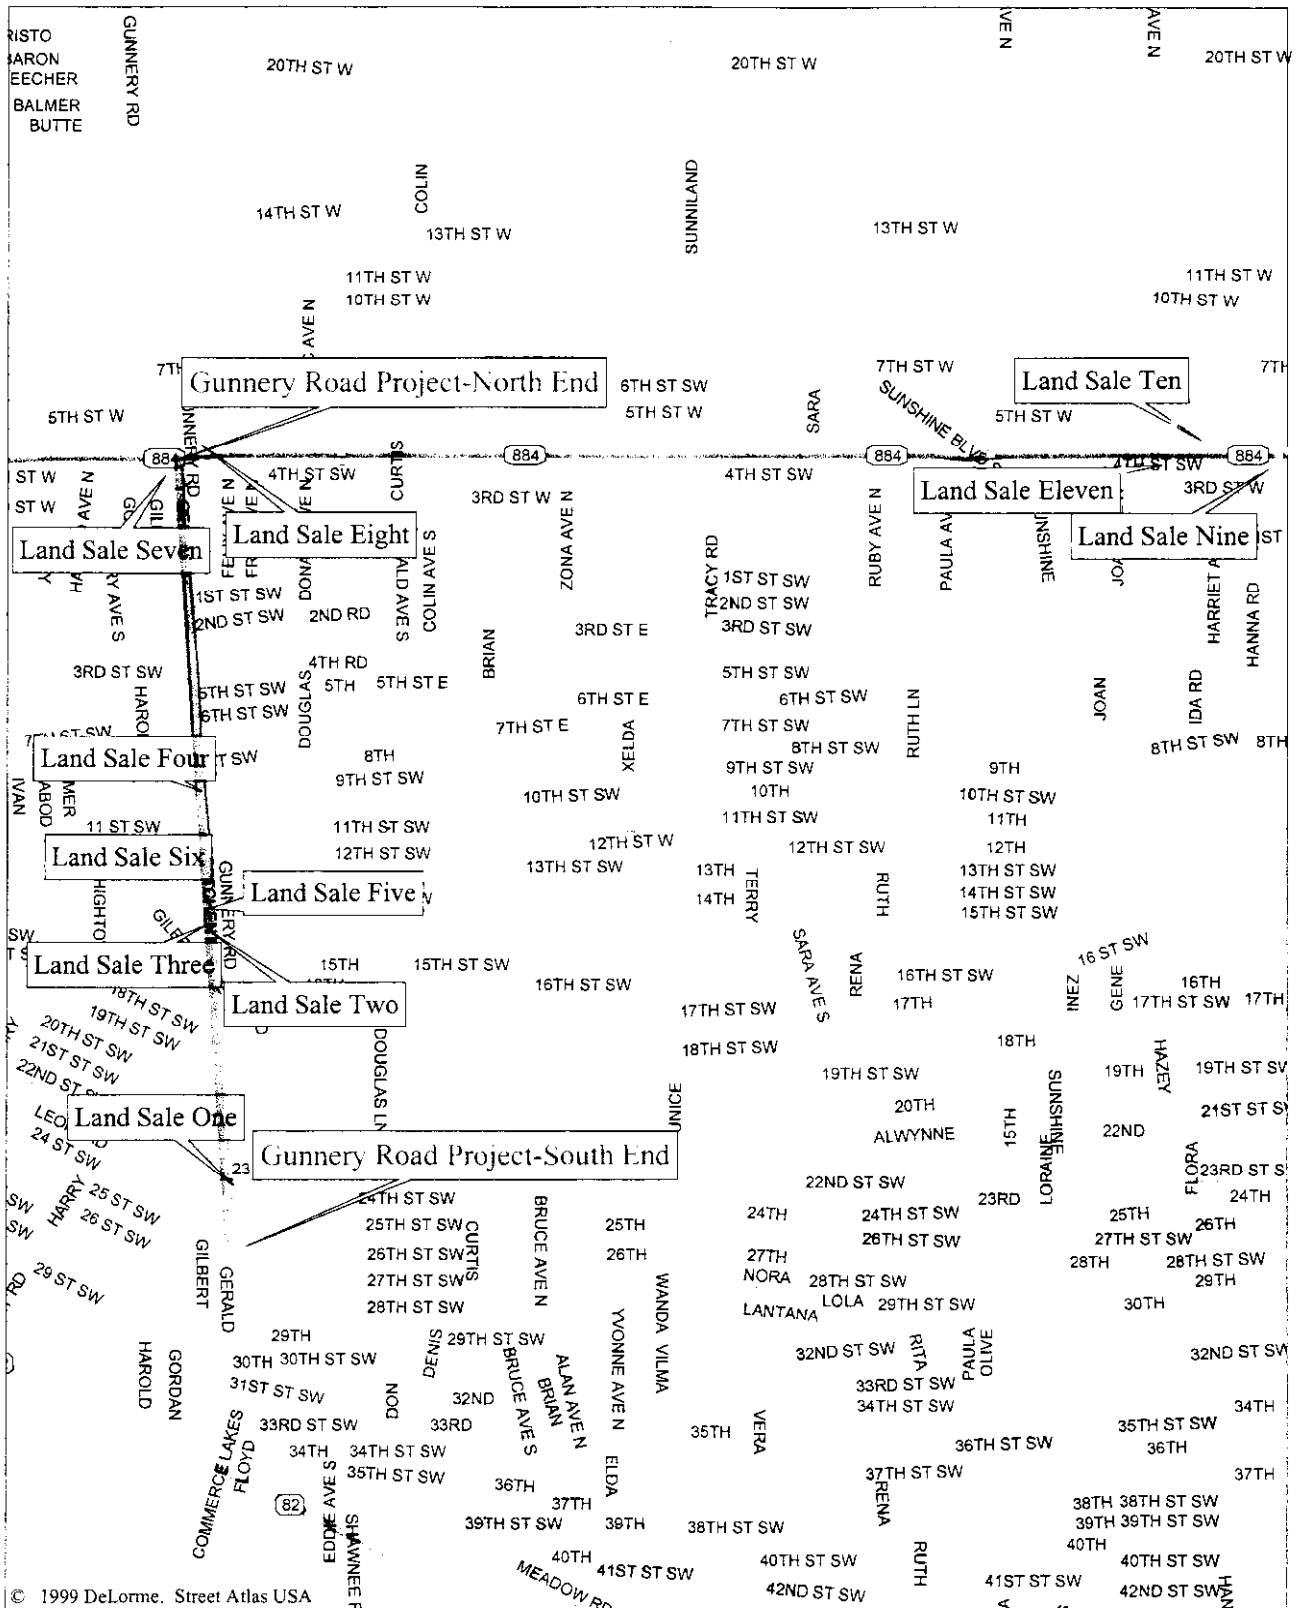 GUNNERY RD
20TH ST W
20TH ST W
AVE N
AVE N
20TH ST W
EECHER
BALMER
BUTTE
COLIN
SUNNILAND
14TH ST W
13TH ST W
13TH ST W
11TH ST W
10TH ST W
11TH ST W
10TH ST W
AVE N
Gunnery Road Project-North End
6TH ST SW
5TH ST W
7TH ST W
Land Sale Ten
5TH ST W
SARA
SUNSHINE BLVD
5TH ST W
884
884
884
884
ST W
4TH ST SW
CURTIS
4TH ST SW
4TH ST SW
ST W
3RD ST W
Land Sale Eleven
3RD ST W
Land Sale Seven
Land Sale Eight
Land Sale Nine
ZONA AVE N
TRACY RD
RUBY AVE N
1ST ST SW
2ND ST SW
2ND RD
COLIN AVE S
3RD ST E
1ST ST SW
2ND ST SW
3RD ST SW
HANNA RD
BRIAN
3RD ST SW
4TH RD
5TH ST SW
5TH
5TH ST E
5TH ST SW
6TH ST SW
DOUGLAS
6TH ST E
6TH ST SW
RUTH LN
JOAN
IDA RD
7TH ST E
XELDA
7TH ST SW
8TH ST SW
8TH ST SW
8TH
Land Sale Four
8TH
9TH ST SW
9TH ST SW
9TH
IVAN
ABOD
10TH ST SW
10TH
10TH ST SW
11 ST SW
11TH ST SW
11TH ST SW
11TH
Land Sale Six
12TH ST SW
12TH ST W
12TH ST SW
12TH
13TH ST SW
13TH
13TH ST SW
Land Sale Five
GUNNERY RD
14TH
TERRY
RUTH
14TH ST SW
15TH ST SW
Land Sale Three
15TH
15TH ST SW
16TH ST SW
SARA AVE S
RENA
16TH ST SW
16 ST SW
16TH
Land Sale Two
17TH ST SW
17TH
INEZ
GENE
17TH ST SW
17TH
18TH ST SW
19TH ST SW
20TH ST SW
21ST ST SW
18TH ST SW
18TH
DOUGLAS LN
19TH ST SW
19TH
HAZEY
19TH ST SW
Land Sale One
20TH
SUNSHINE
24 ST SW
ALWYNNE
15TH
22ND
23
Gunnery Road Project-South End
LORAINE
FLORA
HARRY
25 ST SW
26 ST SW
24TH ST SW
22ND ST SW
23RD
24TH
25TH ST SW
CURTIS
BRUCE AVE N
25TH
24TH
24TH ST SW
25TH
26TH
26TH ST SW
26TH
26TH ST SW
27TH ST SW
29 ST SW
GILBERT
GERALD
27TH ST SW
27TH
NORA
28TH ST SW
28TH
28TH ST SW
29TH
28TH ST SW
WANDA
VILMA
YVONNE AVE N
LANTANA
LOLA
29TH ST SW
30TH
29TH
DENIS
29TH ST SW
HAROLD
GORDAN
30TH
30TH ST SW
32ND ST SW
RITA
PAULA
OLIVE
32ND ST SW
31ST ST SW
DON
32ND
BRUCE AVE S
BRIAN
ALAN AVE N
33RD ST SW
34TH ST SW
34TH
COMMERCE LAKES
FLOYD
33RD ST SW
33RD
35TH
VERA
35TH ST SW
34TH
34TH ST SW
36TH ST SW
36TH
35TH ST SW
EDDIE AVE S
36TH
ELDA
37TH ST SW
37TH
82
37TH
RENA
38TH
38TH ST SW
39TH ST SW
39TH
38TH ST SW
39TH
39TH ST SW
40TH
40TH
41ST ST SW
40TH ST SW
RUTH
40TH ST SW
MEADOW RD
42ND ST SW
41ST ST SW
42ND ST SW
© 1999 DeLorme. Street Atlas USA